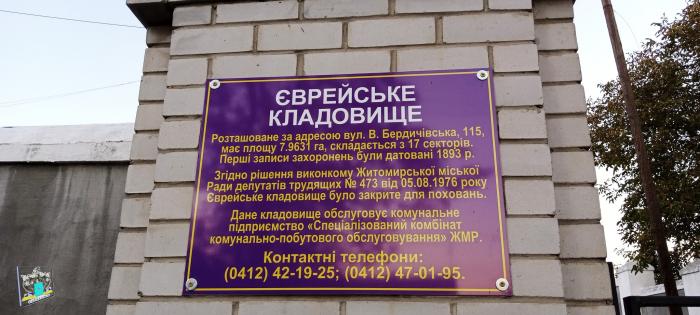 ЄВРЕЙСЬКЕ
КЛАДОВИЩЕ
Розташоване за адресою вул. В. Бердичівська, 115,
має площу 7.9631 га, складається з 17 секторів.
Перші записи захоронень були датовані 1893 р.
Згідно рішення виконкому Житомирської міської
Ради депутатів трудящих № 473 від 05.08.1976 року
Єврейське кладовище було закрите для поховань.
Дане кладовище обслуговує комунальне
підприємство «Спеціалізований комбінат
комунально-побутового обслуговування» ЖМР.
Контактні телефони:
(0412) 42-19-25; (0412) 47-01-95.